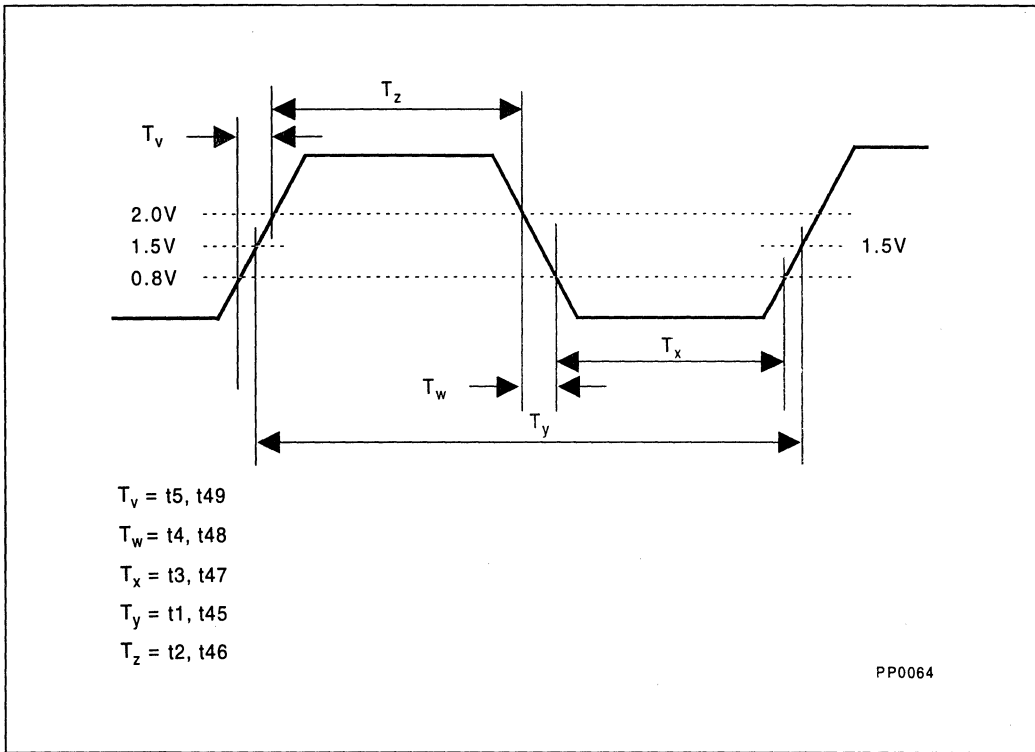 T_z
T_v
2.0V
1.5V
1.5V
0.8V
T_x
T_w
T_y
T_v = t5, t49
T_w = t4, t48
T_x = t3, t47
T_y = t1, t45
T_z = t2, t46
PP0064